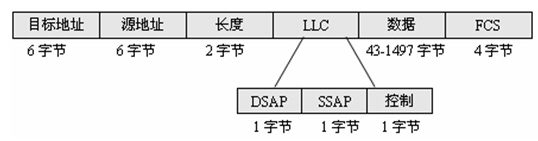 目标地址 源地址 长度 LLC 数据 FCS
6 字节 6 字节 2 字节 43-1497 字节 4 字节
DSAP SSAP 控制
1 字节 1 字节 1 字节